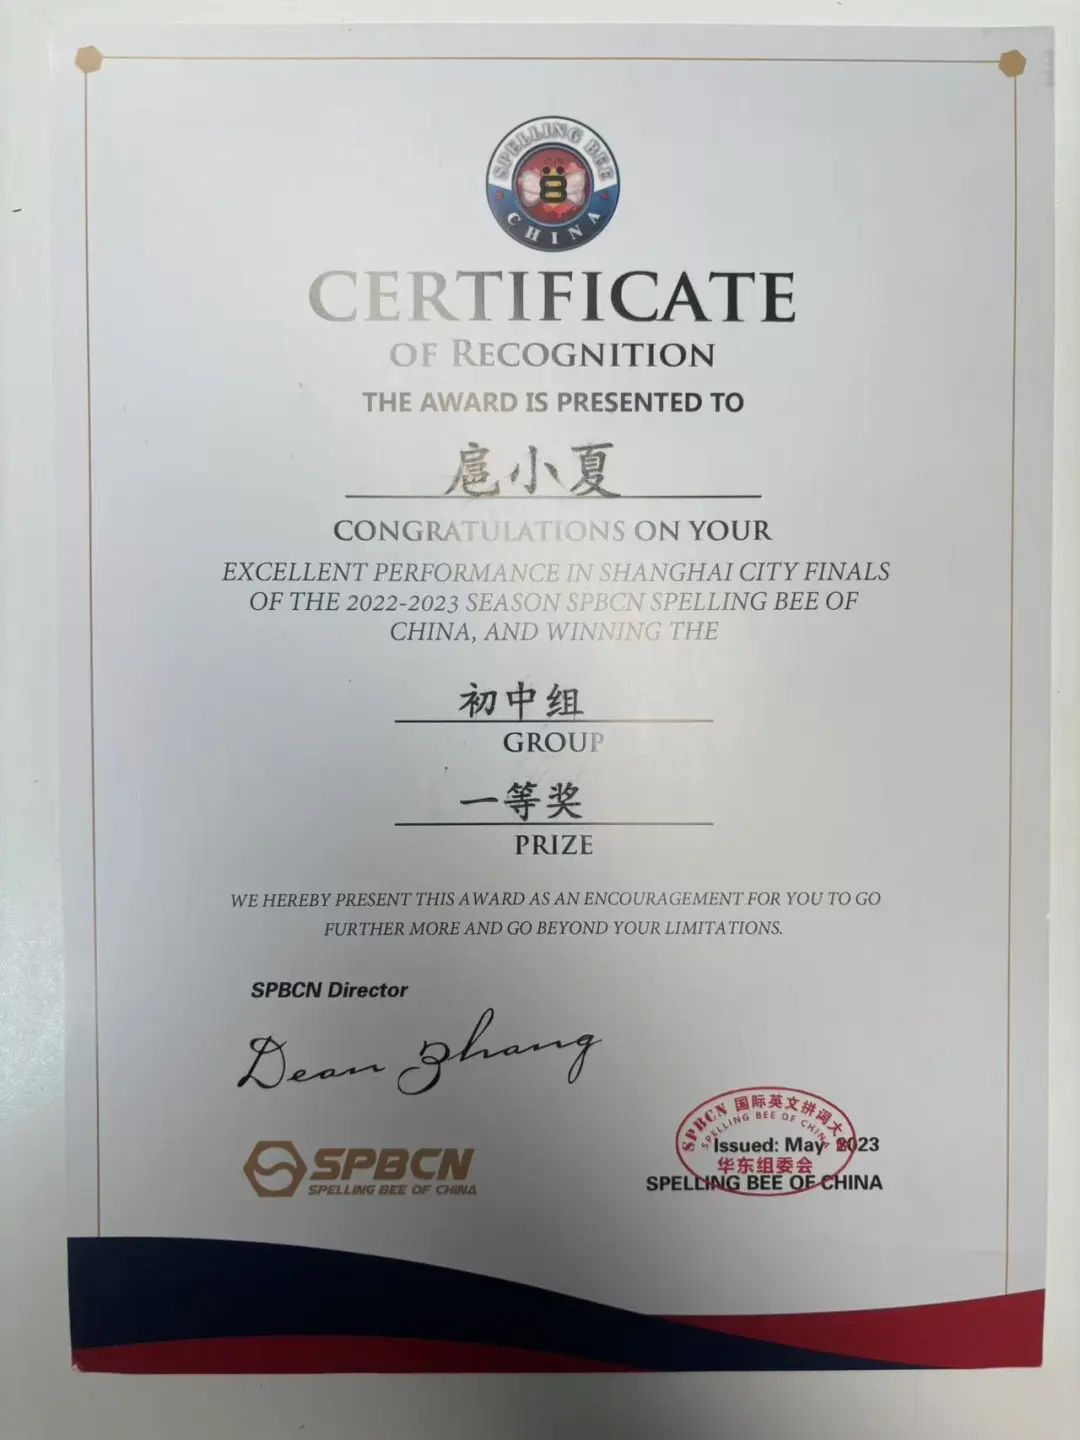 SPELLING BEE
CHINA
CERTIFICATE
OF RECOGNITION
THE AWARD IS PRESENTED TO
扈小夏
CONGRATULATIONS ON YOUR
EXCELLENT PERFORMANCE IN SHANGHAI CITY FINALS
OF THE 2022-2023 SEASON SPBCN SPELLING BEE OF
CHINA, AND WINNING THE
初中组
GROUP
一等奖
PRIZE
WE HEREBY PRESENT THIS AWARD AS AN ENCOURAGEMENT FOR YOU TO GO
FURTHER MORE AND GO BEYOND YOUR LIMITATIONS.
SPBCN Director
Dean Zhang
SPBCN
SPELLING BEE OF CHINA
SPBCN 国际英文拼词大会
SPELLING BEE OF CHINA
Issued: May 2023
华东组委会
SPELLING BEE OF CHINA